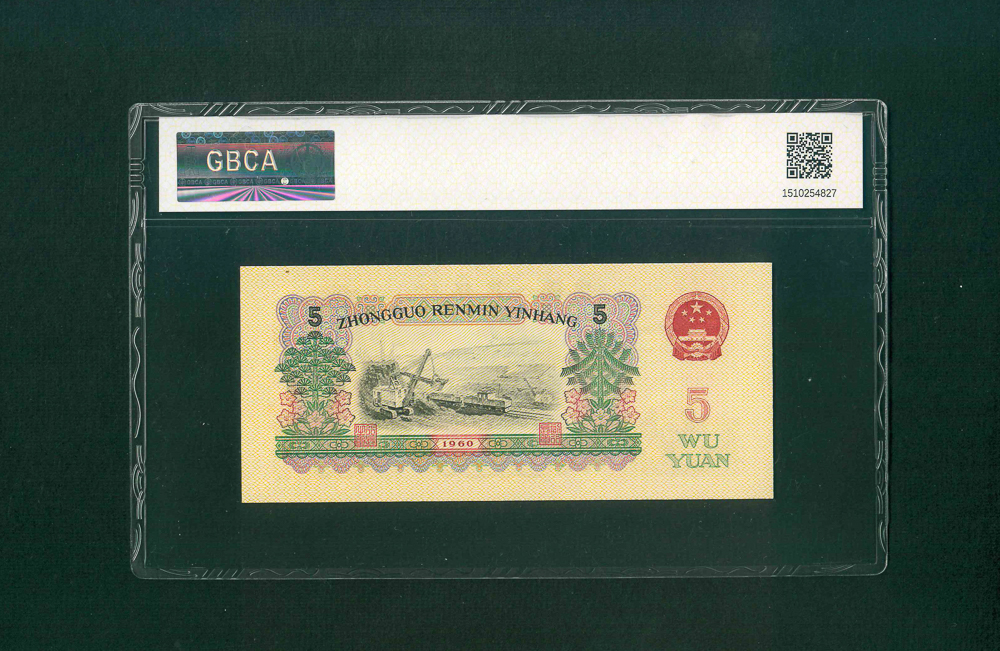 GBCA
1510254827
5 ZHONGGUO RENMIN YINHANG 5
5
WU
YUAN
1960